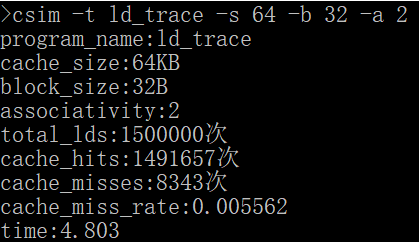 >csim -t ld_trace -s 64 -b 32 -a 2
program_name:ld_trace
cache_size:64KB
block_size:32B
associativity:2
total_lds:1500000次
cache_hits:1491657次
cache_misses:8343次
cache_miss_rate:0.005562
time:4.803